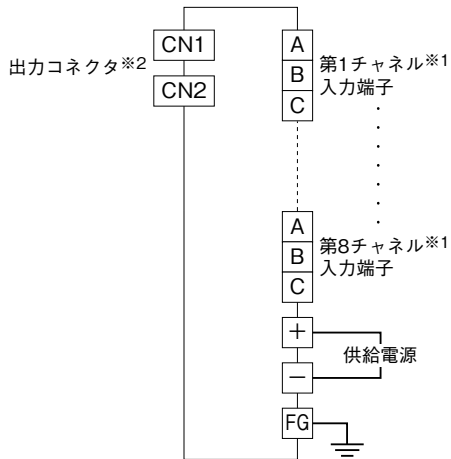 出力コネクタ※2
CN1
CN2
A
B
C
第1チャネル※1
入力端子
A
B
C
第8チャネル※1
入力端子
+
−
供給電源
FG